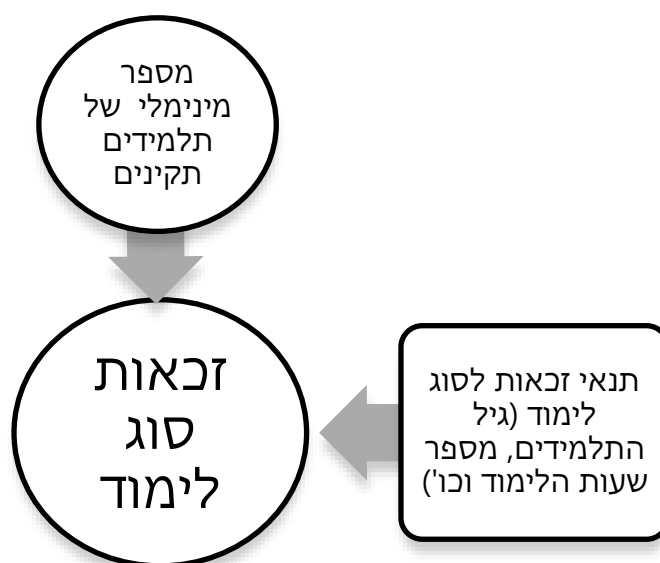 מספר
מינימלי של
תלמידים
תקינים
זכאות
סוג
לימוד
תנאי זכאות לסוג
לימוד (גיל
התלמידים, מספר
שעות הלימוד וכו')